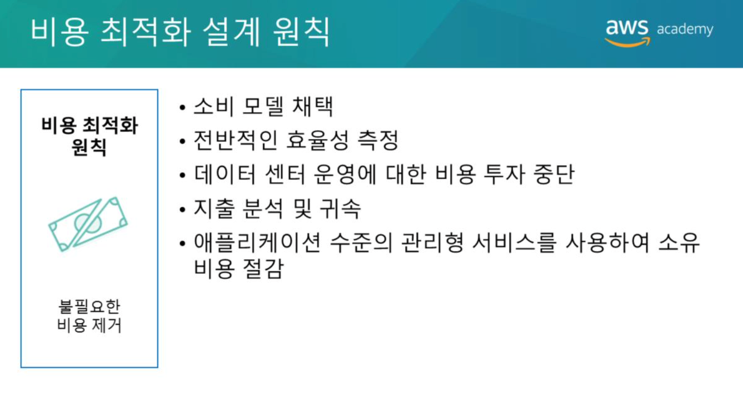 비용 최적화 설계 원칙
aws academy
비용 최적화
원칙
불필요한
비용 제거
• 소비 모델 채택
• 전반적인 효율성 측정
• 데이터 센터 운영에 대한 비용 투자 중단
• 지출 분석 및 귀속
• 애플리케이션 수준의 관리형 서비스를 사용하여 소유
비용 절감